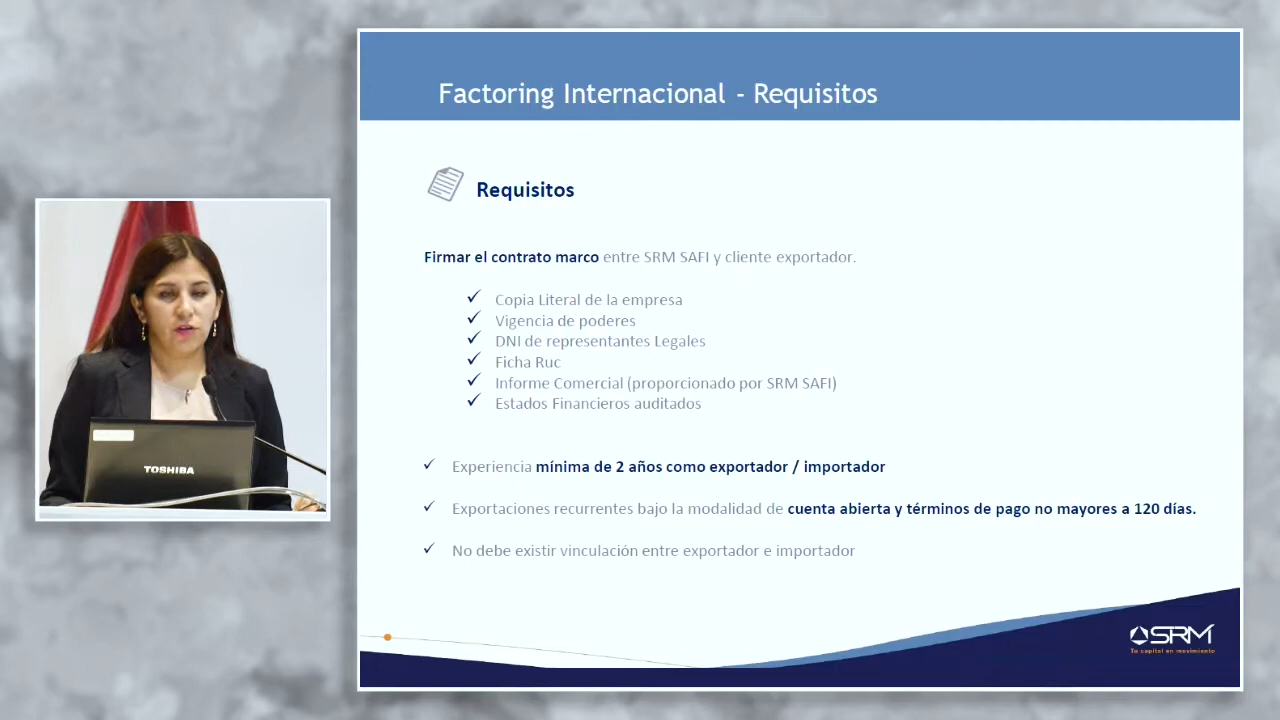 Factoring Internacional - Requisitos
Requisitos
Firmar el contrato marco entre SRM SAFI y cliente exportador.
✓ Copia Literal de la empresa
✓ Vigencia de poderes
✓ DNI de representantes Legales
✓ Ficha Ruc
✓ Informe Comercial (proporcionado por SRM SAFI)
✓ Estados Financieros auditados
✓ Experiencia mínima de 2 años como exportador / importador
✓ Exportaciones recurrentes bajo la modalidad de cuenta abierta y términos de pago no mayores a 120 días.
✓ No debe existir vinculación entre exportador e importador
TOSHIBA
SRM
Tu capital en movimiento